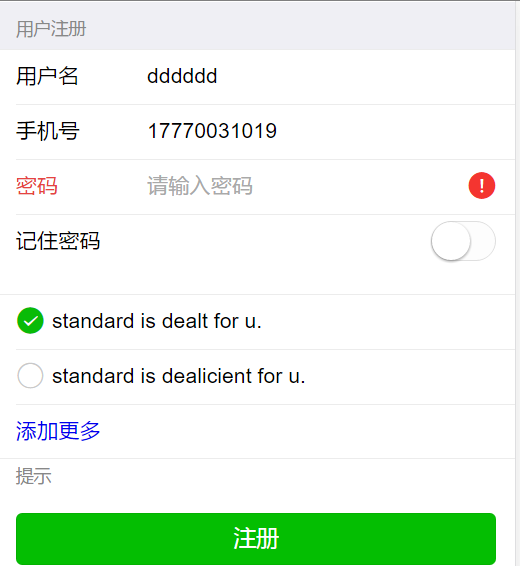 用户注册
用户名 dddddd
手机号 17770031019
密码 请输入密码 !
记住密码
standard is dealt for u.
standard is dealicient for u.
添加更多
提示
注册